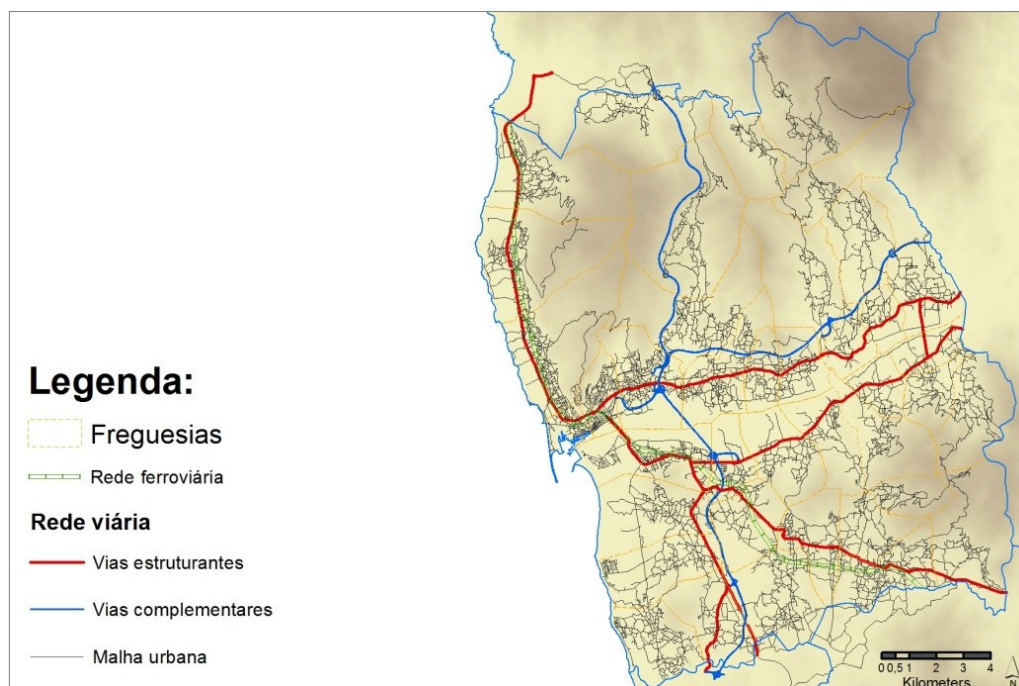 Legenda:
Freguesias
Rede ferroviária
Rede viária
Vias estruturantes
Vias complementares
Malha urbana
0 0,5 1 2 3 4
Kilometers
N